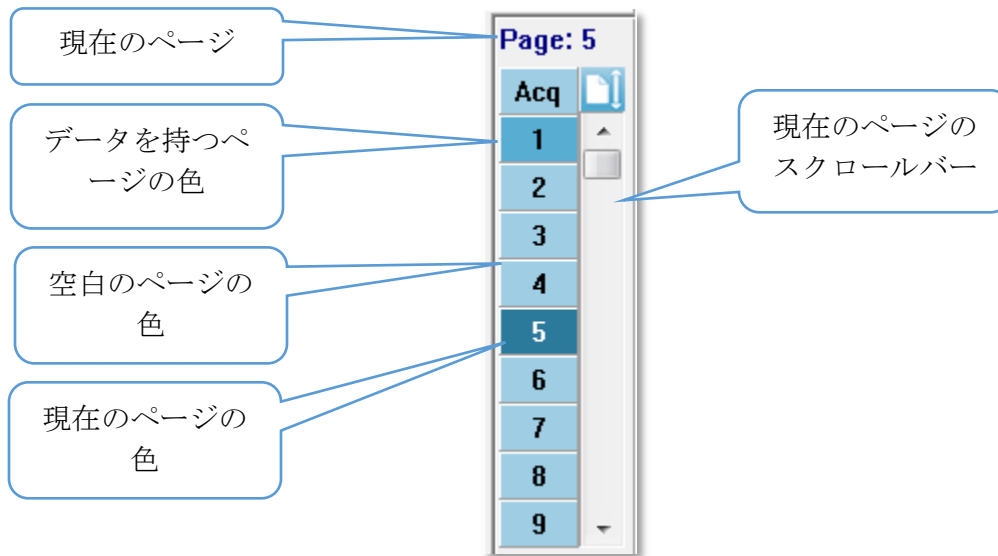 現在のページ
Page: 5
Acq
データを持つペ
ージの色
1
2
3
空白のページの
色
4
現在のページの
色
5
6
7
8
9
現在のページの
スクロールバー